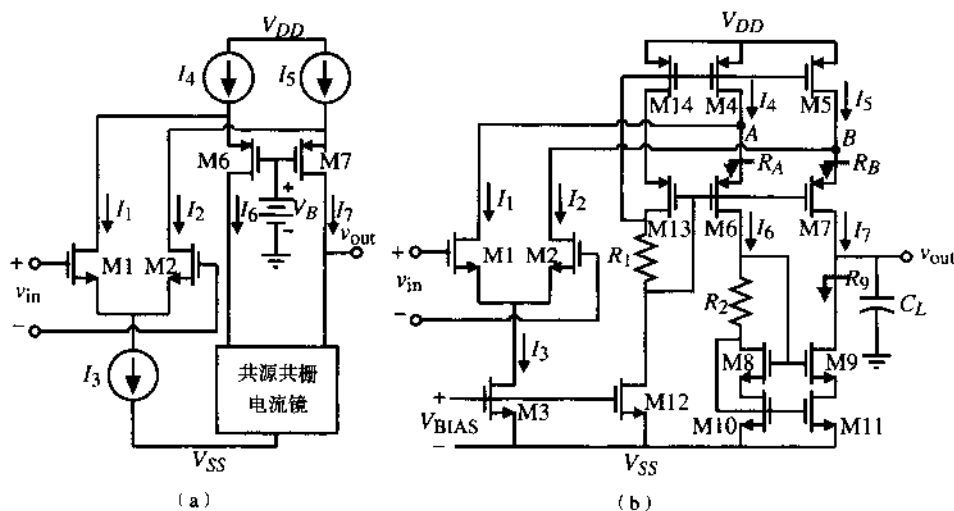 V_DD
I_4
I_5
M6
M7
V_B
I_1
I_2
I_6
I_7
v_out
M1
M2
+
v_in
−
I_3
共源共栅
电流镜
V_SS
(a)
V_DD
M14
M4
I_4
M5
I_5
A
B
R_A
R_B
I_1
I_2
M13
M6
M7
I_6
I_7
v_out
+
v_in
−
M1
M2
R_1
R_2
R_9
C_L
I_3
M8
M9
+
V_BIAS
−
M3
M12
M10
M11
V_SS
(b)